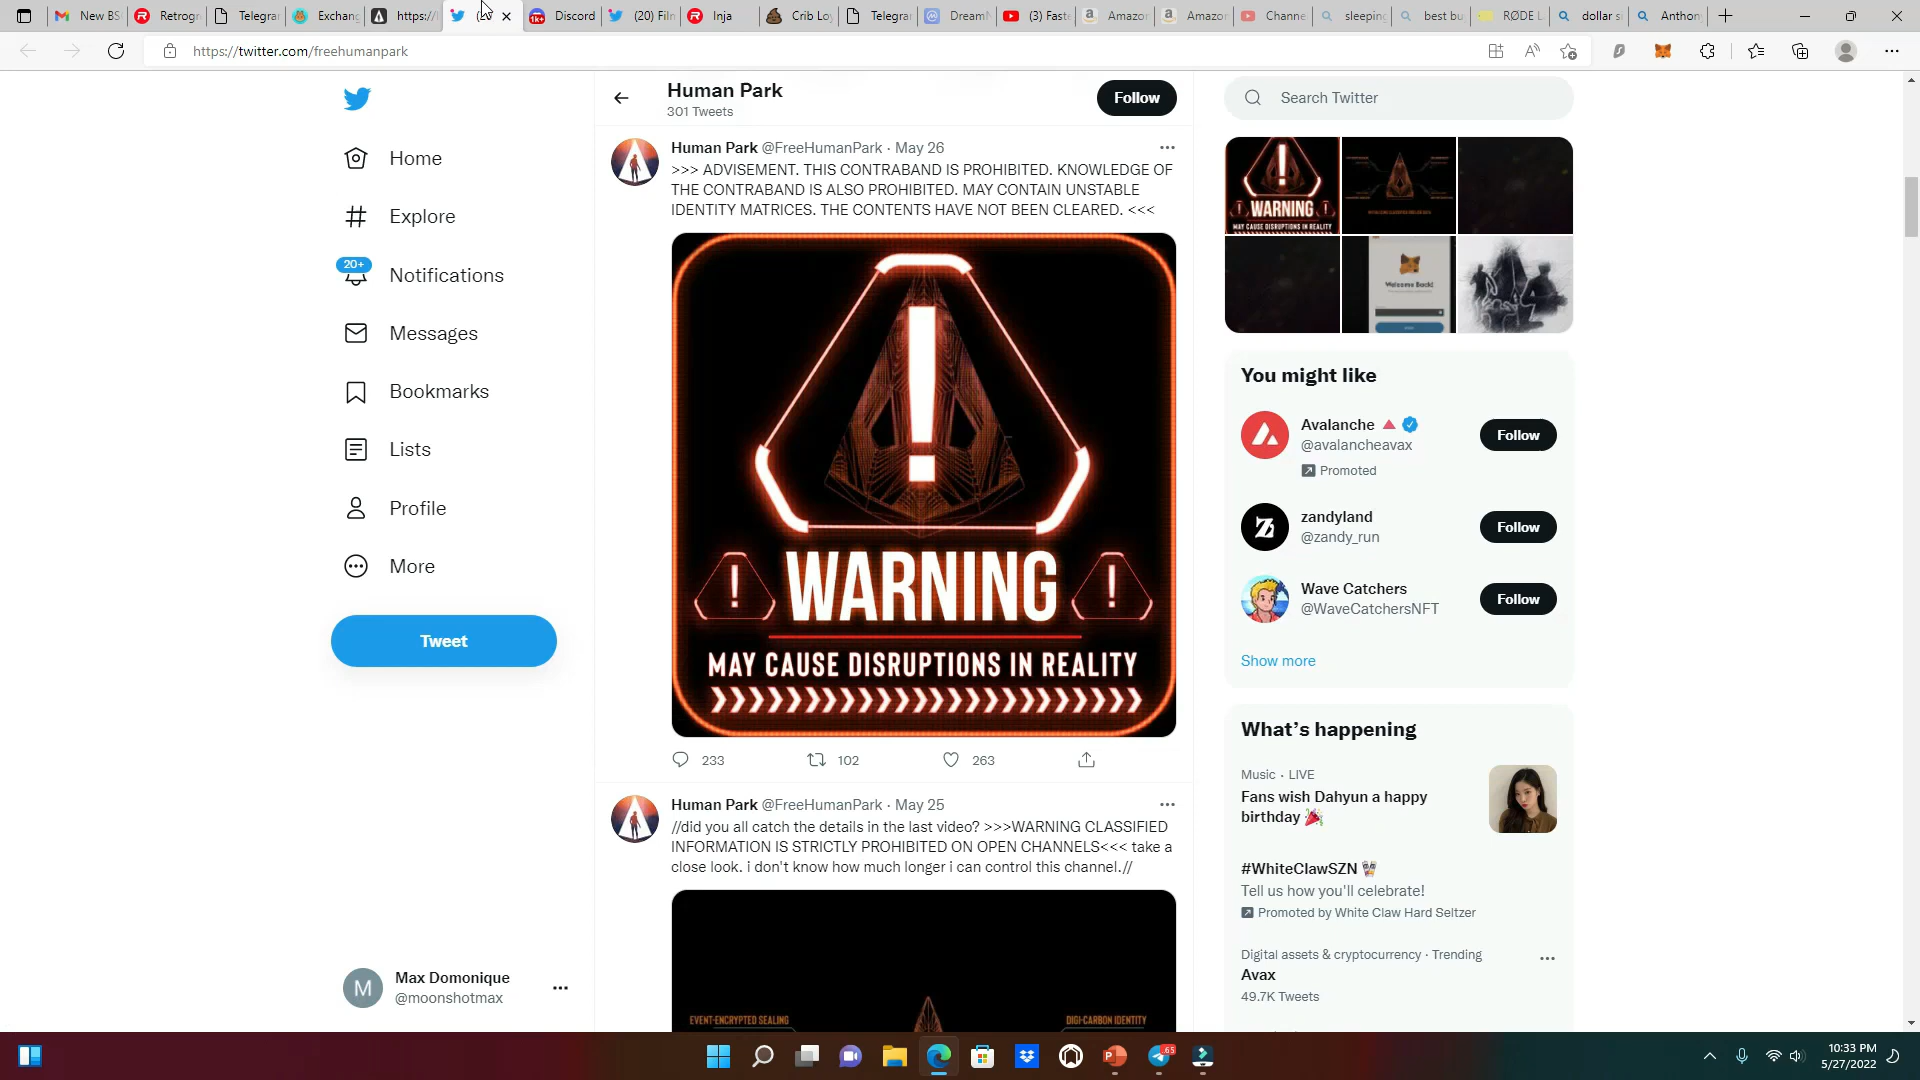 New BS
Retrogr
Telegra
Exchang
https://
Discord
(20) Fil
Inja
Crib Lo
Telegra
Dream
(3) Fast
Amazo
Amazo
Channe
sleeping
best bu
RØDE L
dollar s
Anthon
https://twitter.com/freehumanpark
Home
Explore
20+
Notifications
Messages
Bookmarks
Lists
Profile
More
Tweet
M
Max Domonique
@moonshotmax
Human Park
301 Tweets
Follow
Human Park @FreeHumanPark · May 26
>>> ADVISEMENT. THIS CONTRABAND IS PROHIBITED. KNOWLEDGE OF
THE CONTRABAND IS ALSO PROHIBITED. MAY CONTAIN UNSTABLE
IDENTITY MATRICES. THE CONTENTS HAVE NOT BEEN CLEARED. <<<
WARNING
MAY CAUSE DISRUPTIONS IN REALITY
233
102
263
Human Park @FreeHumanPark · May 25
//did you all catch the details in the last video? >>>WARNING CLASSIFIED
INFORMATION IS STRICTLY PROHIBITED ON OPEN CHANNELS<<< take a
close look. i don't know how much longer i can control this channel.//
EVENT-ENCRYPTED SEALING
DIGI-CARBON IDENTITY
Search Twitter
WARNING
MAY CAUSE DISRUPTIONS IN REALITY
Welcome Back!
You might like
Avalanche
@avalancheavax
Promoted
Follow
zandyland
@zandy_run
Follow
Wave Catchers
@WaveCatchersNFT
Follow
Show more
What's happening
Music · LIVE
Fans wish Dahyun a happy
birthday
#WhiteClawSZN
Tell us how you'll celebrate!
Promoted by White Claw Hard Seltzer
Digital assets & cryptocurrency · Trending
Avax
49.7K Tweets
10:33 PM
5/27/2022